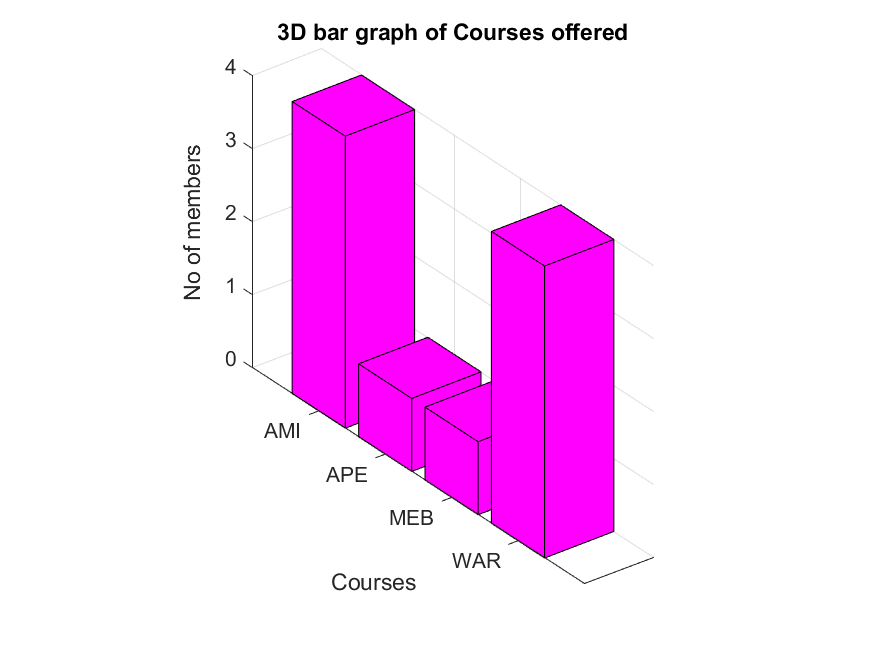 3D bar graph of Courses offered
4
3
2
1
0
No of members
AMI
APE
MEB
WAR
Courses